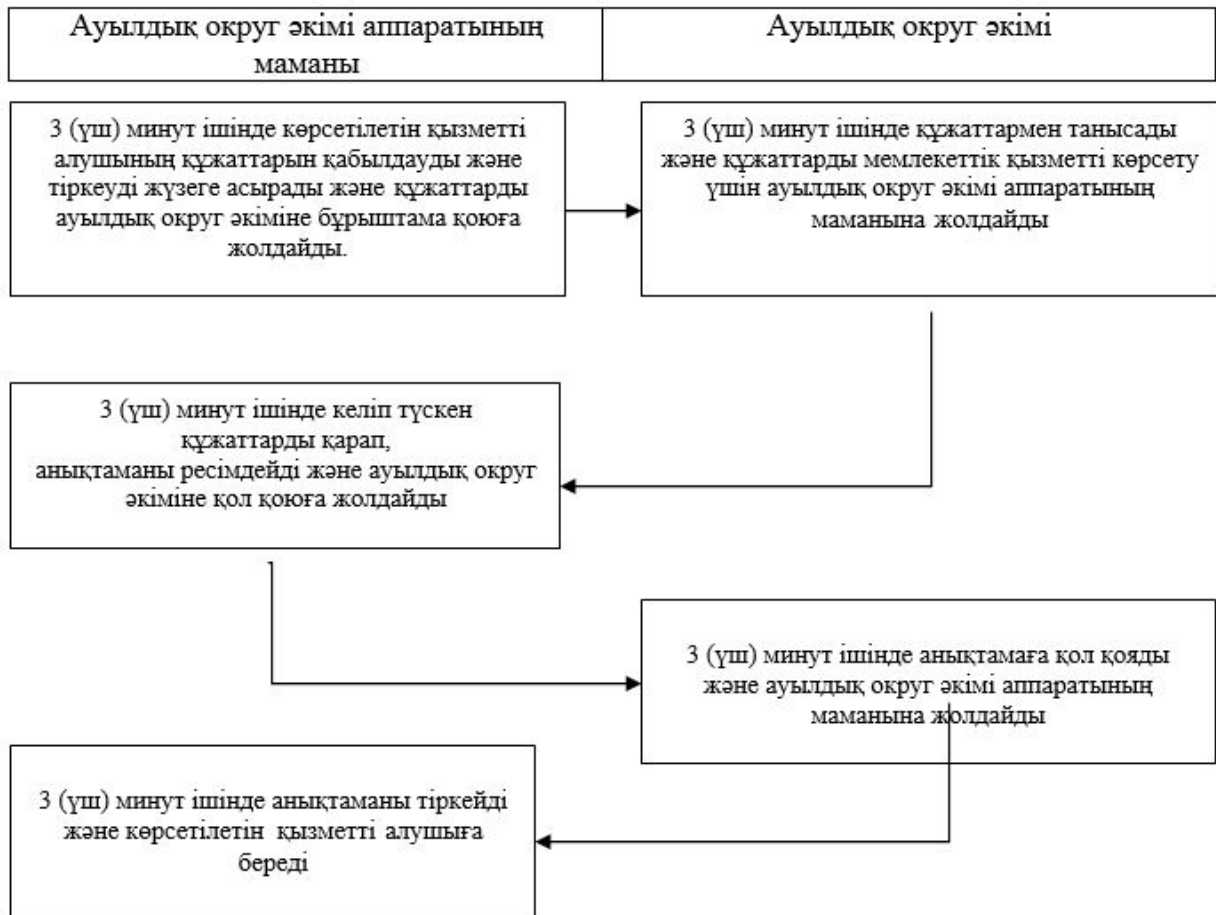 Ауылдық округ әкімі аппаратының
маманы
Ауылдық округ әкімі
3 (үш) минут ішінде көрсетілетін қызметті
алушының құжаттарын қабылдауды және
тіркеуді жүзеге асырады және құжаттарды
ауылдық округ әкіміне бұрыштама қоюға
жолдайды.
3 (үш) минут ішінде құжаттармен танысады
және құжаттарды мемлекеттік қызметті көрсету
үшін ауылдық округ әкімі аппаратының
маманына жолдайды
3 (үш) минут ішінде келіп түскен
құжаттарды қарап,
анықтаманы ресімдейді және ауылдық округ
әкіміне қол қоюға жолдайды
3 (үш) минут ішінде анықтамаға қол қояды
және ауылдық округ әкімі аппаратының
маманына жолдайды
3 (үш) минут ішінде анықтаманы тіркейді
және көрсетілетін қызметті алушыға
береді